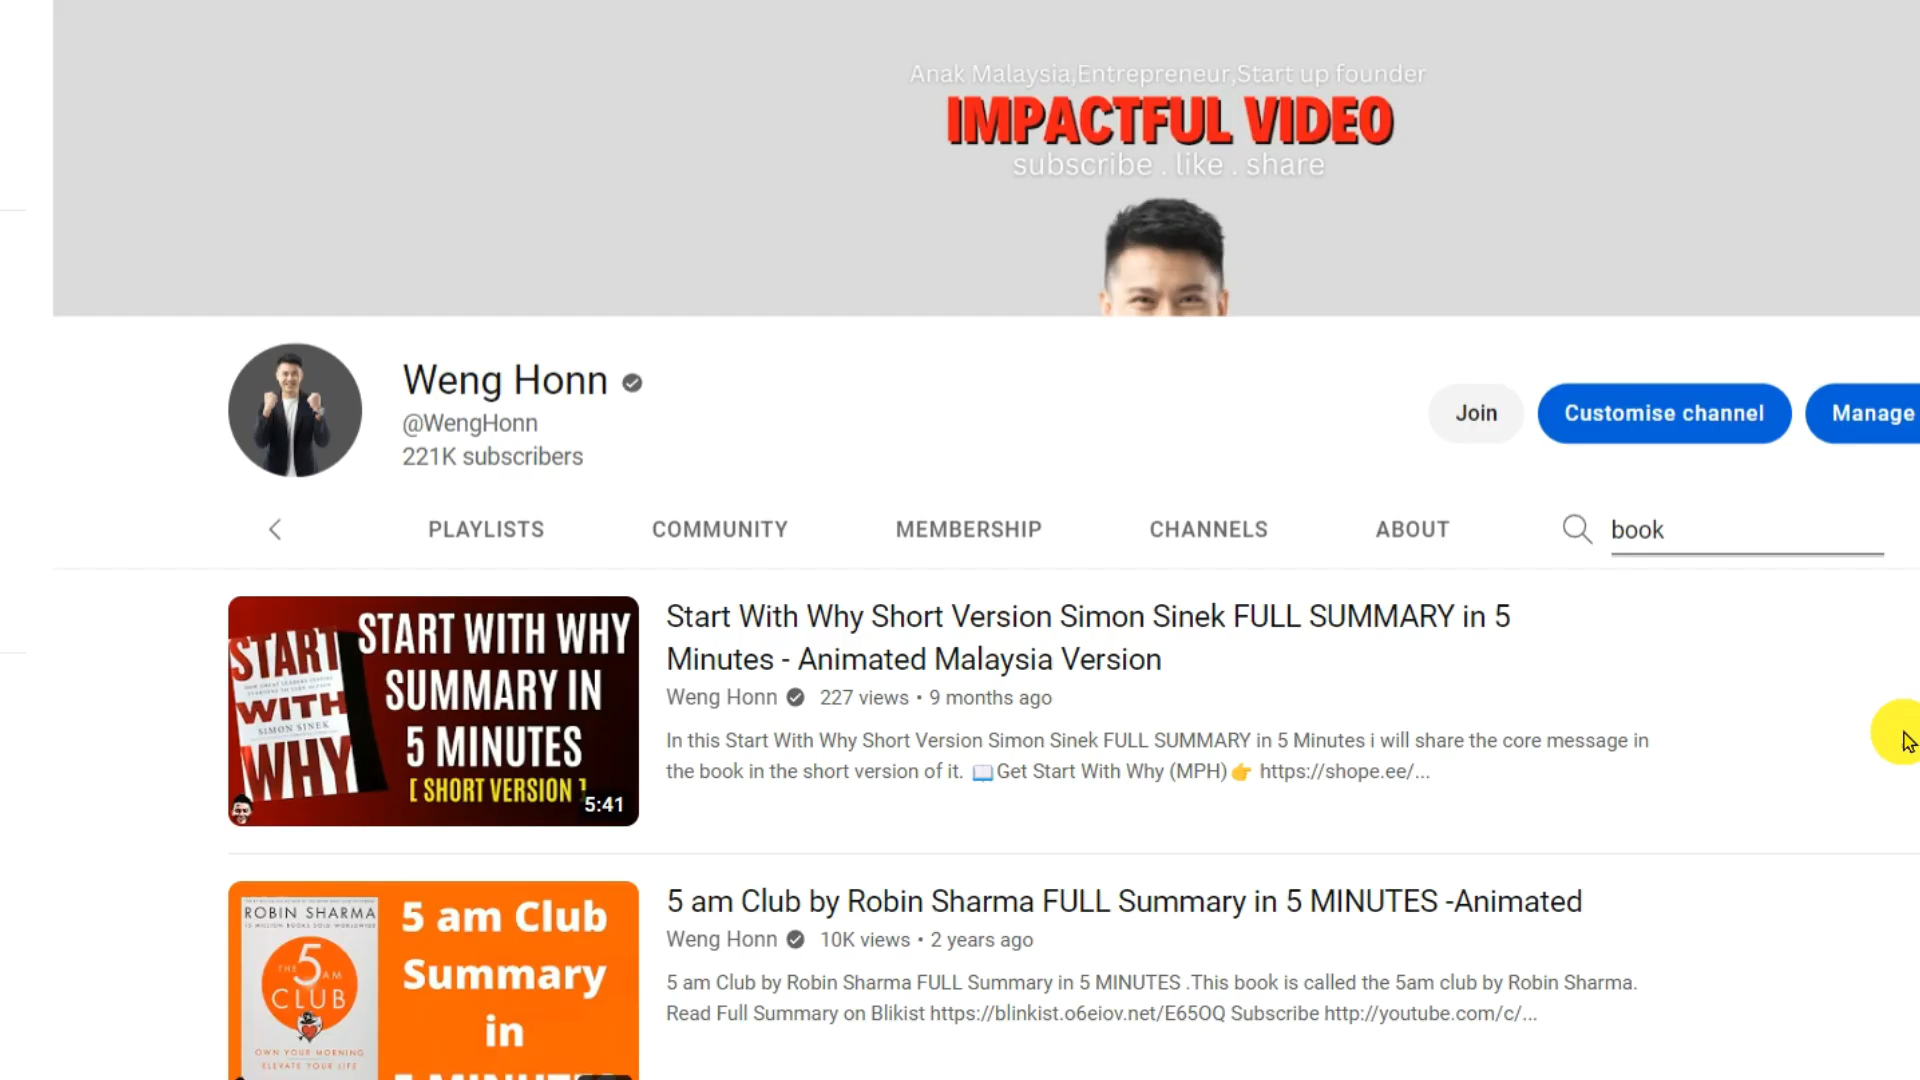 Anak Malaysia,Entrepreneur,Start up founder
IMPACTFUL VIDEO
subscribe . like . share
Weng Honn
@WengHonn
221K subscribers
Join
Customise channel
Manage
PLAYLISTS
COMMUNITY
MEMBERSHIP
CHANNELS
ABOUT
book
START
WITH
SIMON SINEK
WHY
START WITH WHY
SUMMARY IN
5 MINUTES
[ SHORT VERSION ]
5:41
Start With Why Short Version Simon Sinek FULL SUMMARY in 5
Minutes - Animated Malaysia Version
Weng Honn 227 views • 9 months ago
In this Start With Why Short Version Simon Sinek FULL SUMMARY in 5 Minutes i will share the core message in
the book in the short version of it. 📖Get Start With Why (MPH)👉 https://shope.ee/...
ROBIN SHARMA
THE 5 AM
CLUB
OWN YOUR MORNING
ELEVATE YOUR LIFE
5 am Club
Summary
in
5 MINUTES
5 am Club by Robin Sharma FULL Summary in 5 MINUTES -Animated
Weng Honn 10K views • 2 years ago
5 am Club by Robin Sharma FULL Summary in 5 MINUTES .This book is called the 5am club by Robin Sharma.
Read Full Summary on Blikist https://blinkist.o6eiov.net/E65OQ Subscribe http://youtube.com/c/...